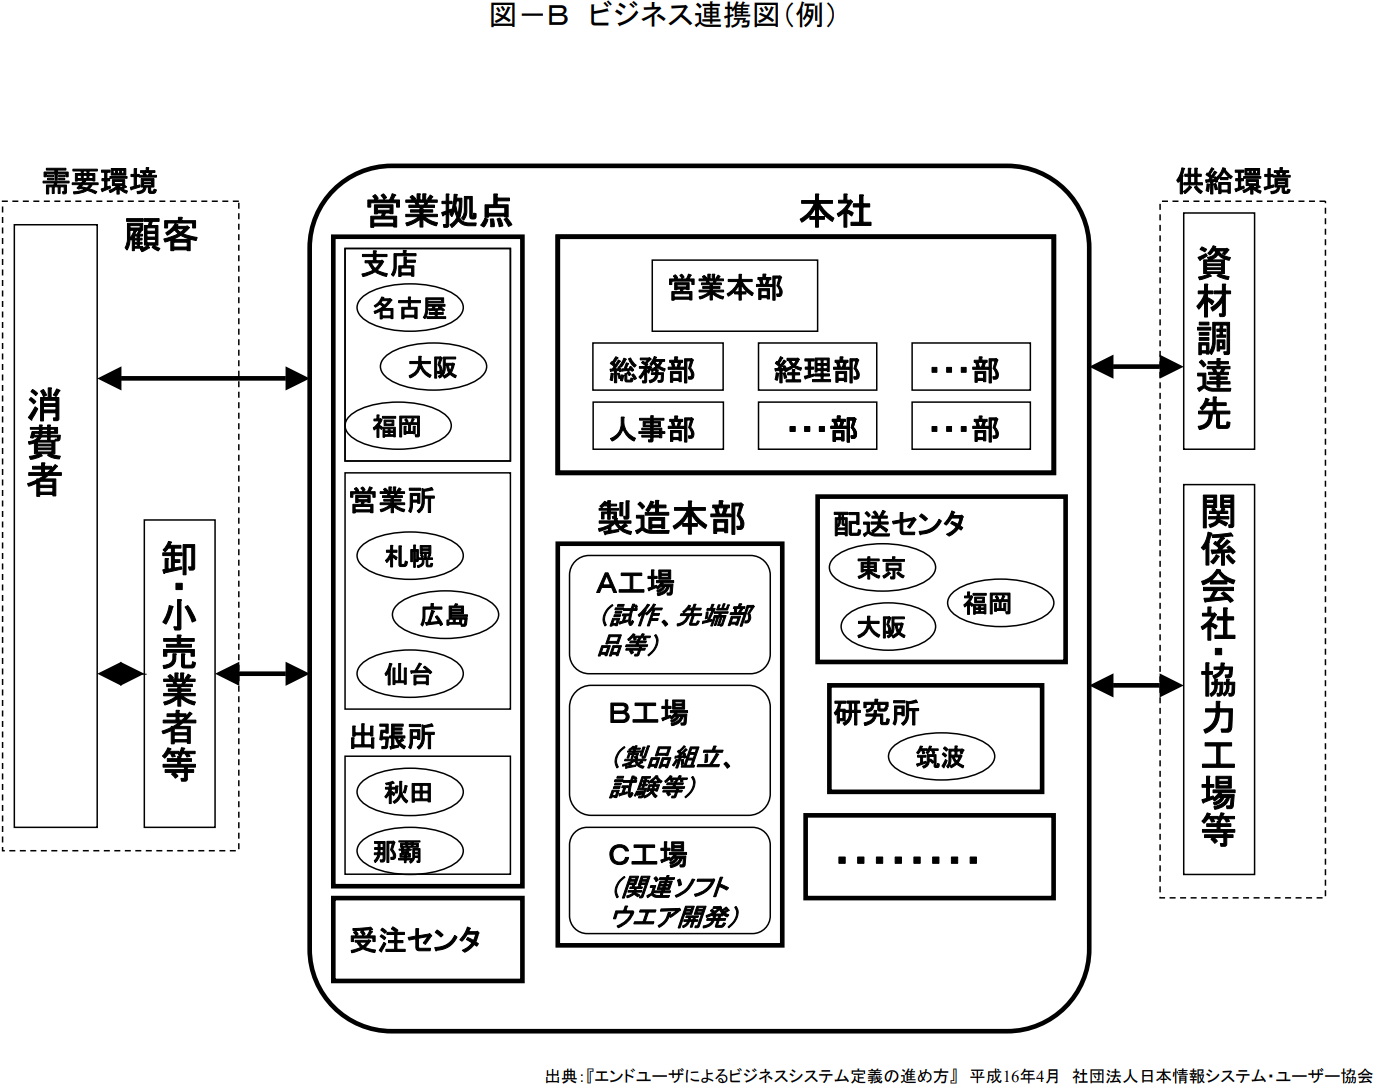 図－B ビジネス連携図（例）
需要環境
顧客
消費者
卸・小売業者等
営業拠点
支店
名古屋
大阪
福岡
営業所
札幌
広島
仙台
出張所
秋田
那覇
受注センタ
本社
営業本部
総務部
経理部
・・・部
人事部
・・・部
・・・部
製造本部
A工場
（試作、先端部
品等）
B工場
（製品組立、
試験等）
C工場
（関連ソフト
ウエア開発）
配送センタ
東京
福岡
大阪
研究所
筑波
・・・・・・・・
供給環境
資材調達先
関係会社・協力工場等
出典：『エンドユーザによるビジネスシステム定義の進め方』 平成16年4月 社団法人日本情報システム・ユーザー協会